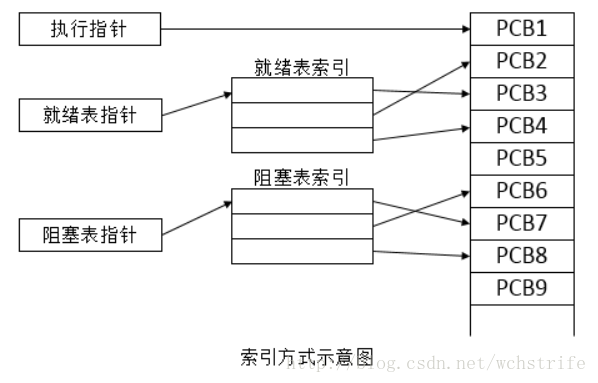 执行指针
就绪表指针
阻塞表指针
就绪表索引
阻塞表索引
PCB1
PCB2
PCB3
PCB4
PCB5
PCB6
PCB7
PCB8
PCB9
索引方式示意图
http://blog.csdn.net/wchstrife